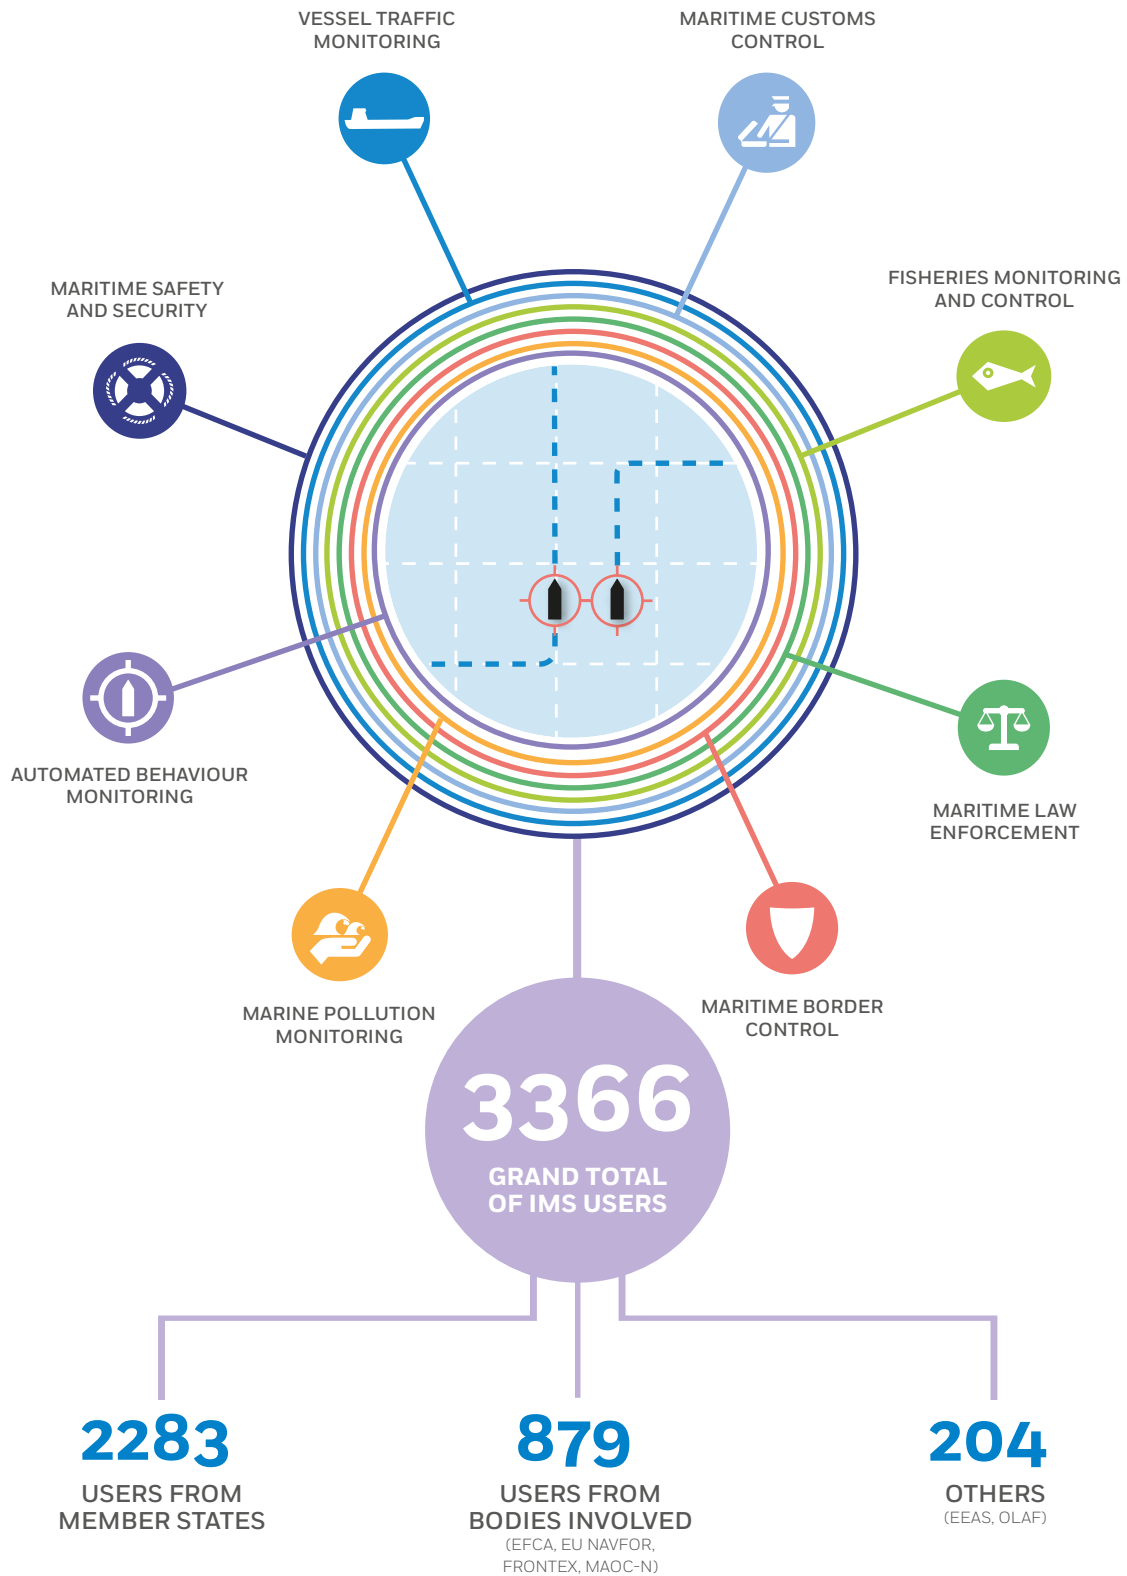 VESSEL TRAFFIC
MONITORING
MARITIME CUSTOMS
CONTROL
MARITIME SAFETY
AND SECURITY
FISHERIES MONITORING
AND CONTROL
AUTOMATED BEHAVIOUR
MONITORING
MARITIME LAW
ENFORCEMENT
MARINE POLLUTION
MONITORING
MARITIME BORDER
CONTROL
3366
GRAND TOTAL
OF IMS USERS
2283
USERS FROM
MEMBER STATES
879
USERS FROM
BODIES INVOLVED
(EFCA, EU NAVFOR,
FRONTEX, MAOC-N)
204
OTHERS
(EEAS, OLAF)